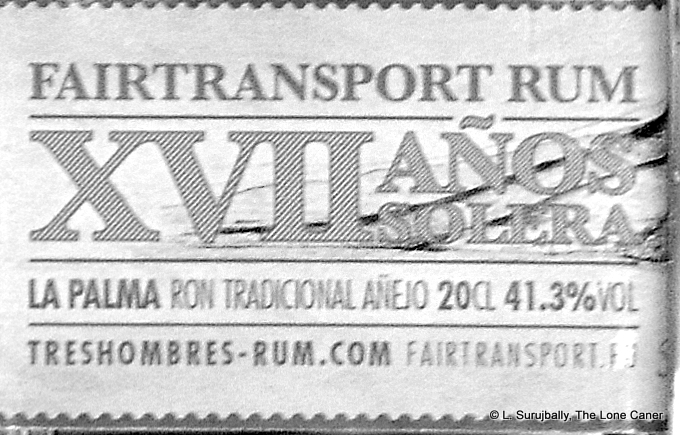 FAIRTRANSPORT RUM
XVII AÑOS
SOLERA
LA PALMA RON TRADICIONAL AÑEJO 20CL 41.3%VOL
TRESHOMBRES-RUM.COM
© L. Surujbally, The Lone Caner